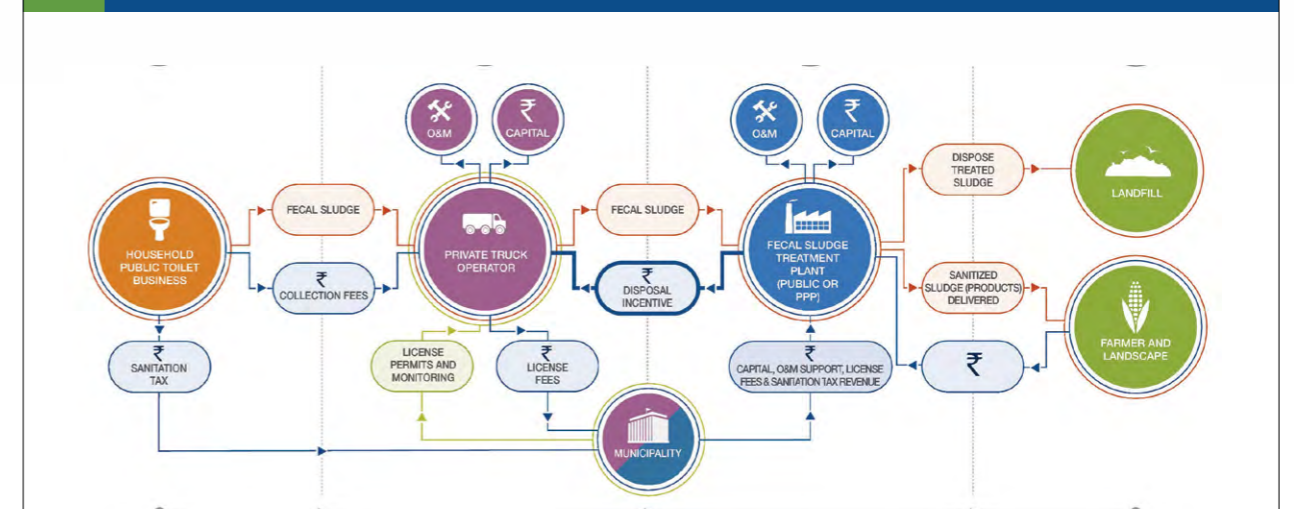 O&M
₹
CAPITAL
O&M
₹
CAPITAL
HOUSEHOLD
PUBLIC TOILET
BUSINESS
FECAL SLUDGE
₹
COLLECTION FEES
PRIVATE TRUCK
OPERATOR
FECAL SLUDGE
₹
DISPOSAL
INCENTIVE
FECAL SLUDGE
TREATMENT
PLANT
(PUBLIC OR
PPP)
DISPOSE
TREATED
SLUDGE
LANDFILL
SANITIZED
SLUDGE (PRODUCTS)
DELIVERED
FARMER AND
LANDSCAPE
₹
₹
SANITATION
TAX
LICENSE
PERMITS AND
MONITORING
₹
LICENSE
FEES
₹
CAPITAL, O&M SUPPORT, LICENSE
FEES & SANITATION TAX REVENUE
MUNICIPALITY